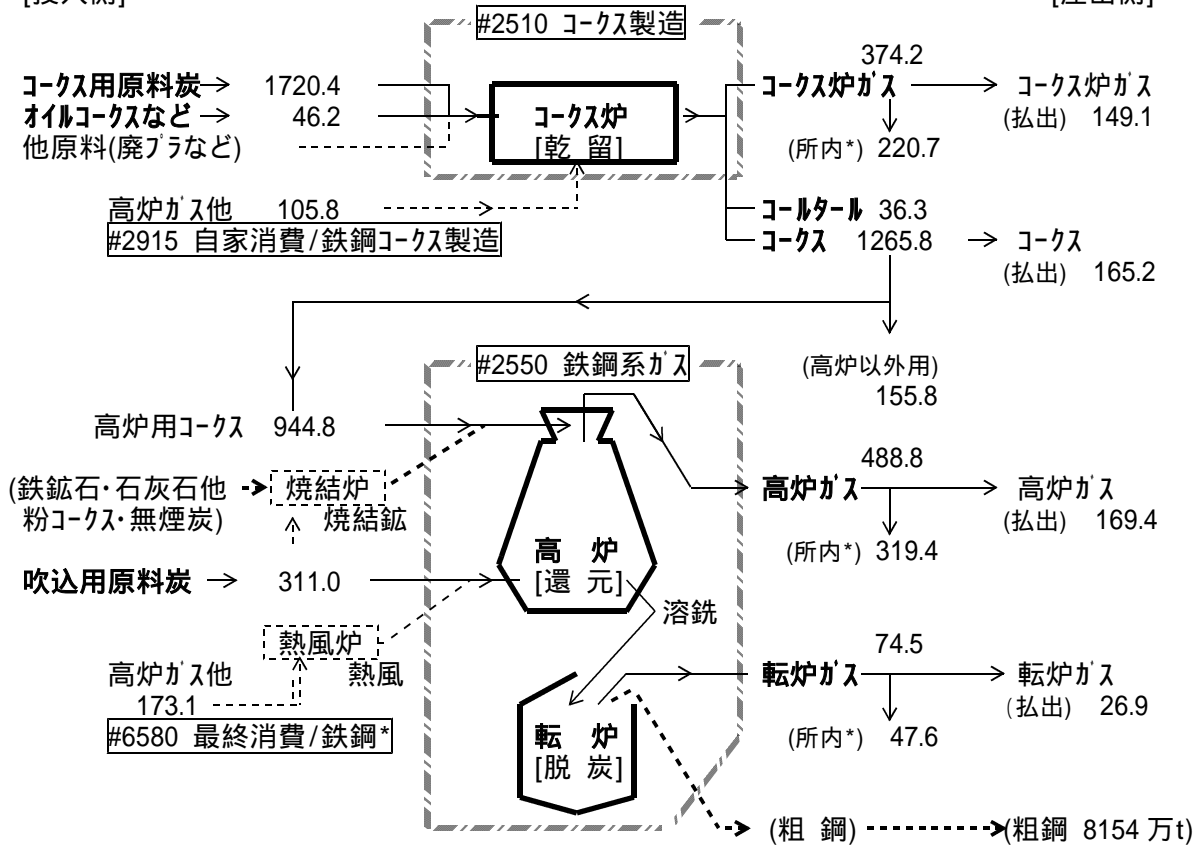 #2510 コークス製造
374.2
コークス用原料炭 1720.4 コークス炉ガス コークス炉ガス
オイルコークスなど 46.2 コークス炉 (払出) 149.1
他原料(廃プラなど) [乾 留] (所内*) 220.7
高炉ガス他 105.8 コールタール 36.3
#2915 自家消費/鉄鋼コークス製造 コークス 1265.8 コークス
(払出) 165.2
#2550 鉄鋼系ガス (高炉以外用)
155.8
高炉用コークス 944.8
488.8
(鉄鉱石・石灰石他 焼結炉 高炉ガス 高炉ガス
粉コークス・無煙炭) 焼結鉱 (払出) 169.4
高 炉 (所内*) 319.4
吹込用原料炭 311.0 [還 元]
溶銑
熱風炉 74.5
高炉ガス他 熱風 転炉ガス 転炉ガス
173.1 (払出) 26.9
#6580 最終消費/鉄鋼* 転 炉 (所内*) 47.6
[脱 炭]
(粗 鋼) (粗鋼 8154 万t)